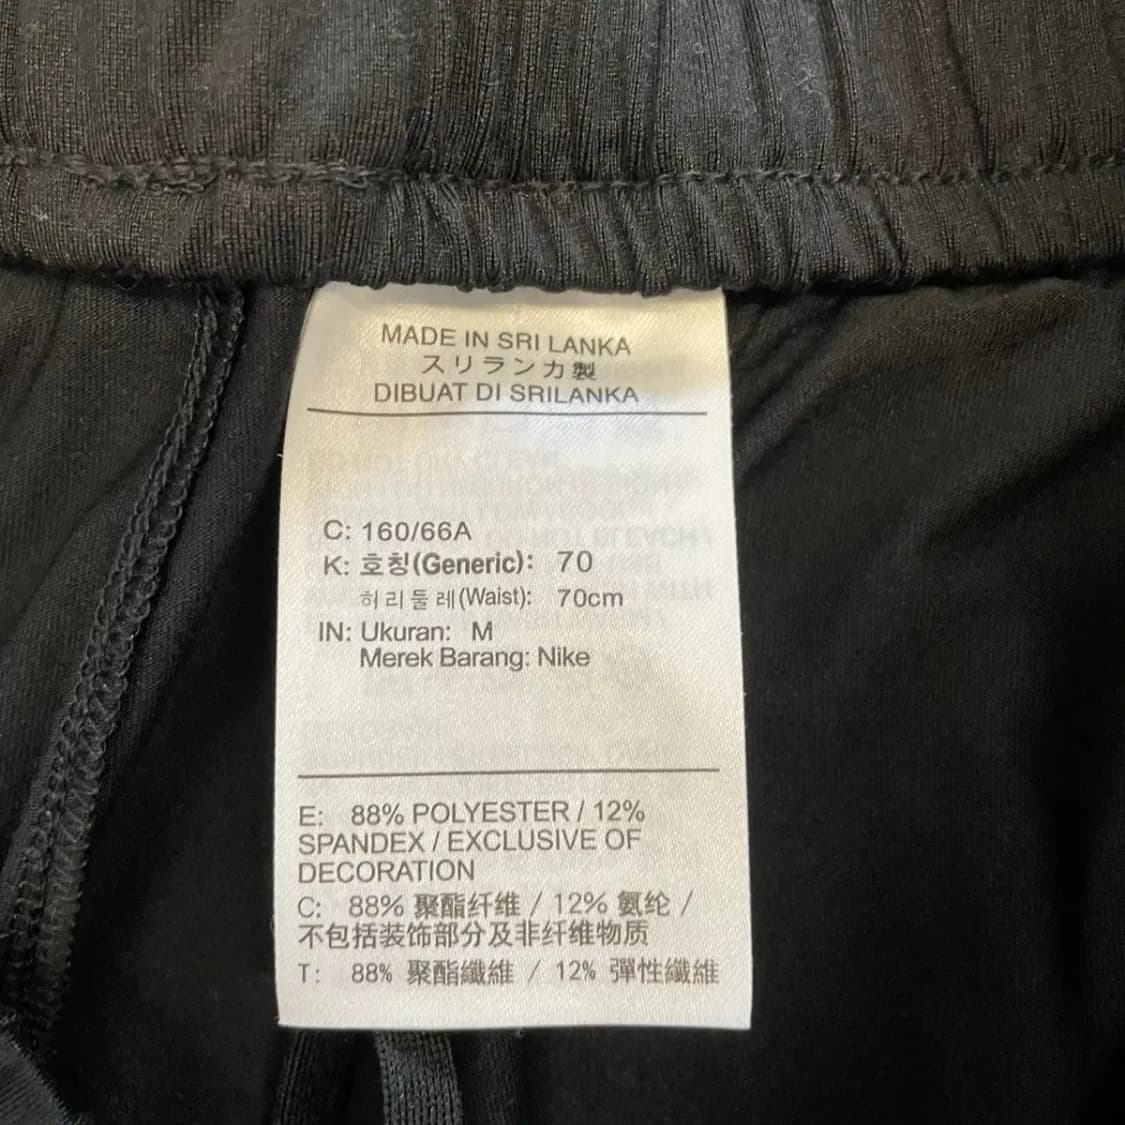 MADE IN SRI LANKA
スリランカ製
DIBUAT DI SRILANKA
C: 160/66A
K: 호칭(Generic): 70
허리둘레(Waist): 70cm
IN: Ukuran: M
Merek Barang: Nike
E: 88% POLYESTER / 12%
SPANDEX / EXCLUSIVE OF
DECORATION
C: 88% 聚酯纤维 / 12% 氨纶 /
不包括装饰部分及非纤维物质
T: 88% 聚酯纖維 / 12% 彈性纖維